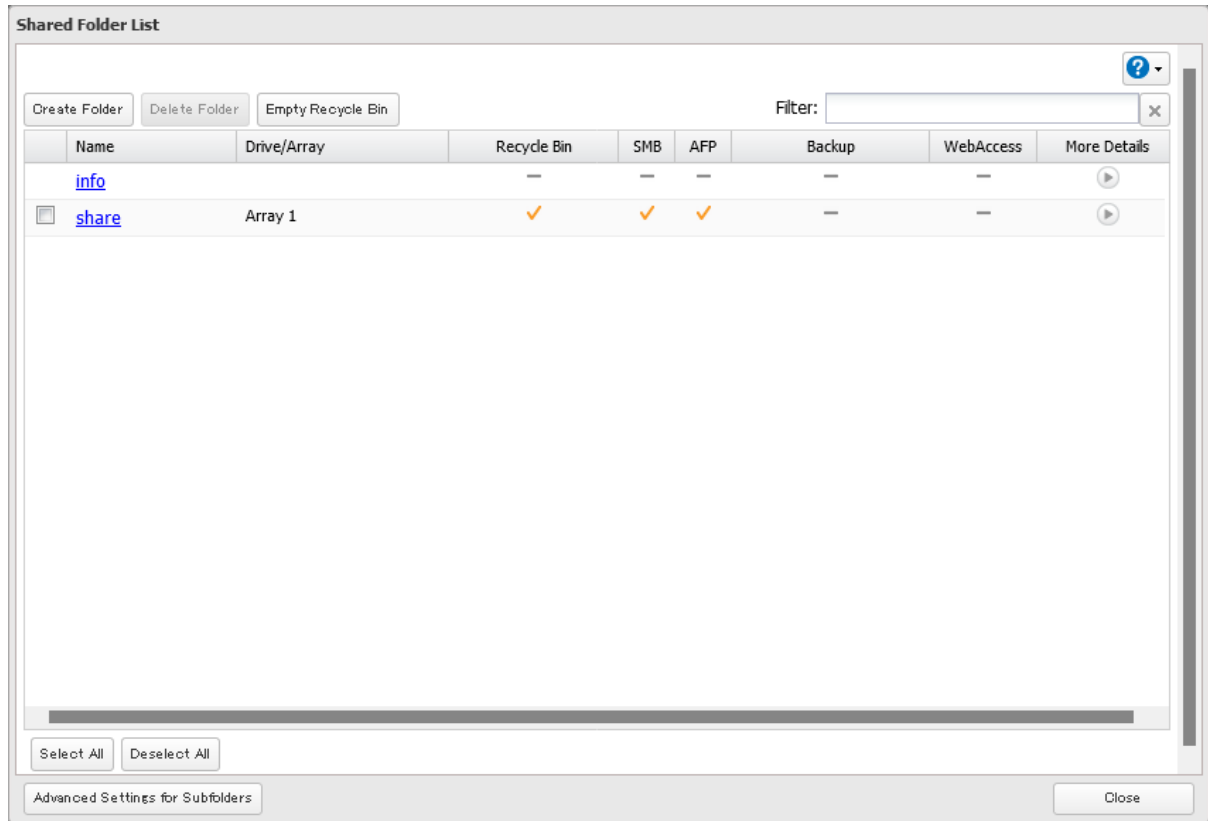 Shared Folder List
?
Create Folder Delete Folder Empty Recycle Bin Filter:
Name Drive/Array Recycle Bin SMB AFP Backup WebAccess More Details
info
share Array 1
Select All Deselect All
Advanced Settings for Subfolders Close